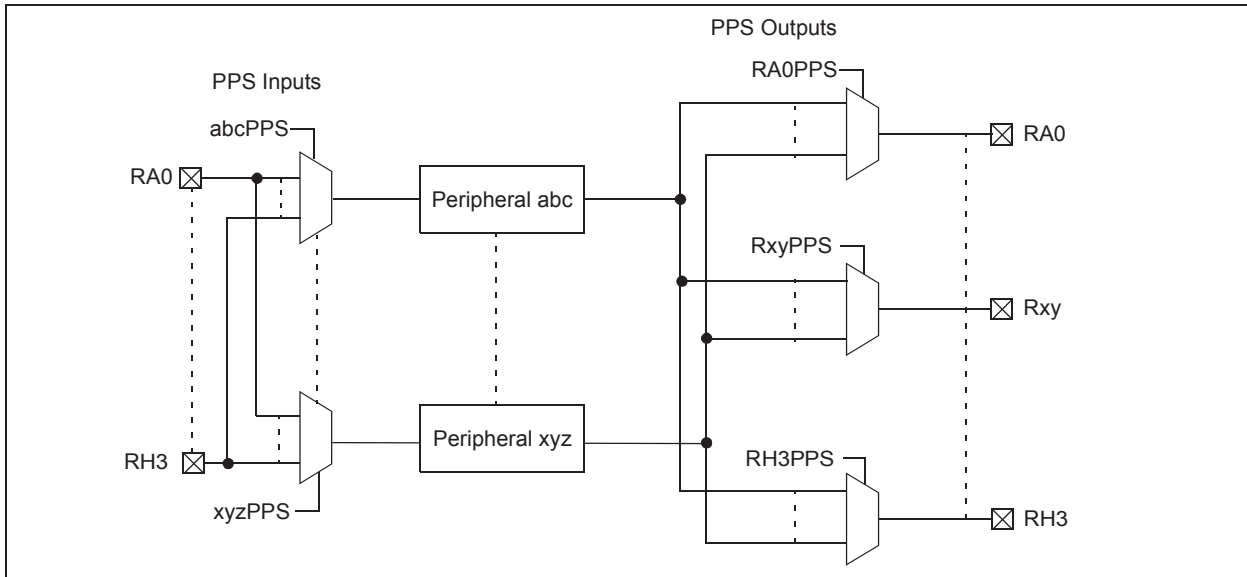 PPS Outputs
RA0PPS
PPS Inputs
abcPPS
RA0
Peripheral abc
RA0
RxyPPS
Rxy
Peripheral xyz
RH3
RH3PPS
xyzPPS
RH3